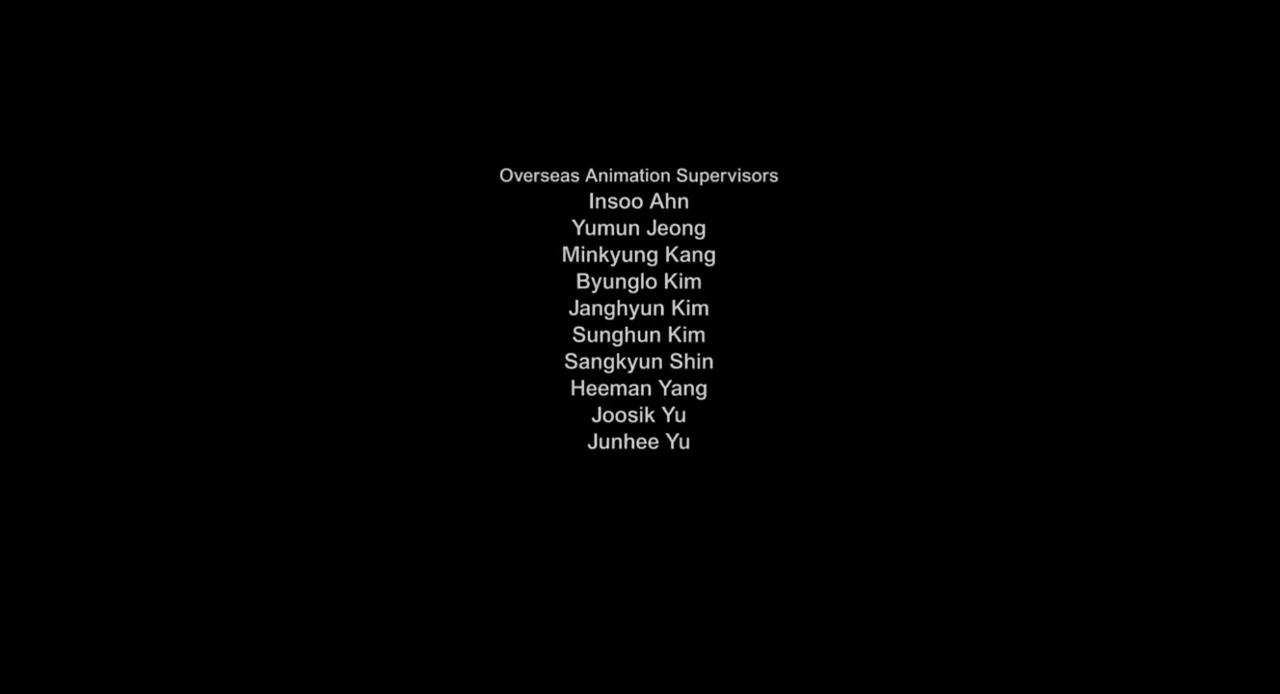 Overseas Animation Supervisors
Insoo Ahn
Yumun Jeong
Minkyung Kang
Byunglo Kim
Janghyun Kim
Sunghun Kim
Sangkyun Shin
Heeman Yang
Joosik Yu
Junhee Yu